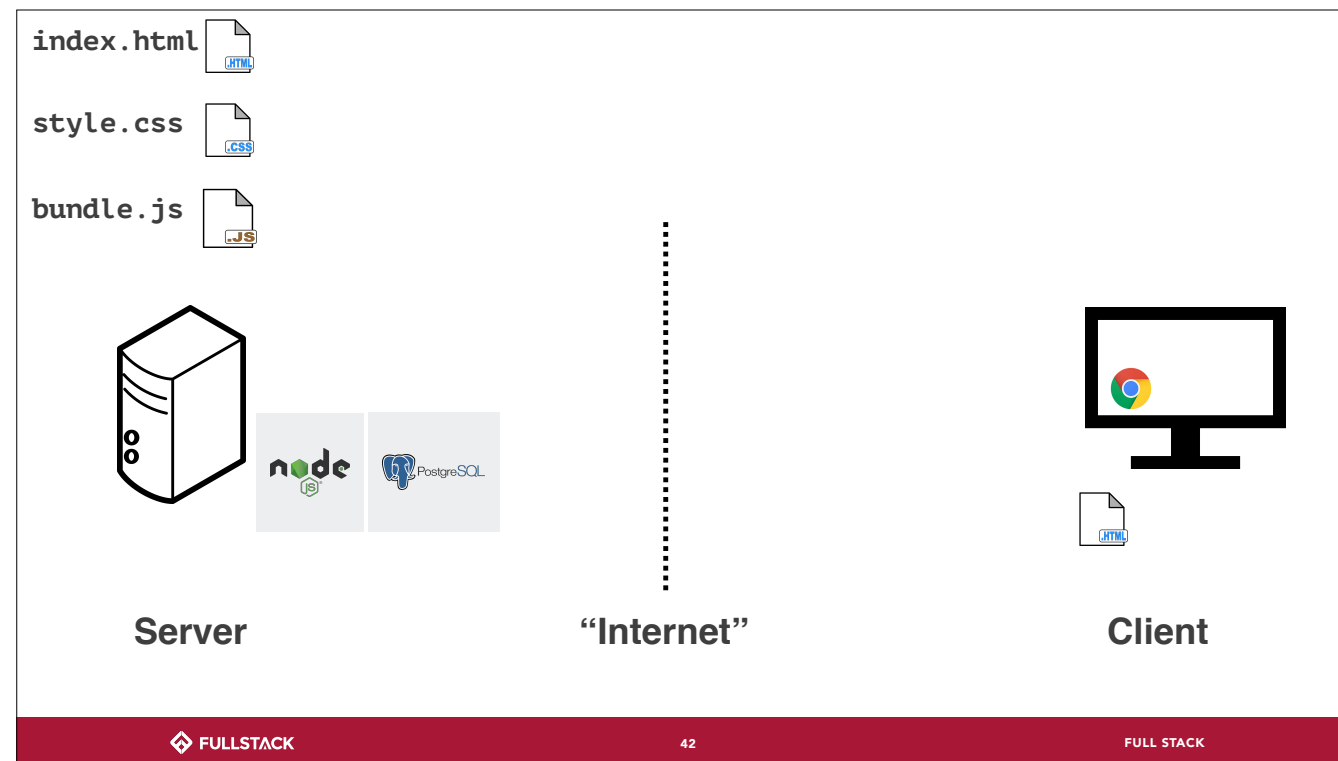 index.html
.HTML
style.css
.CSS
bundle.js
.JS
node
JS
PostgreSQL
.HTML
Server
“Internet”
Client
FULLSTACK
42
FULL STACK